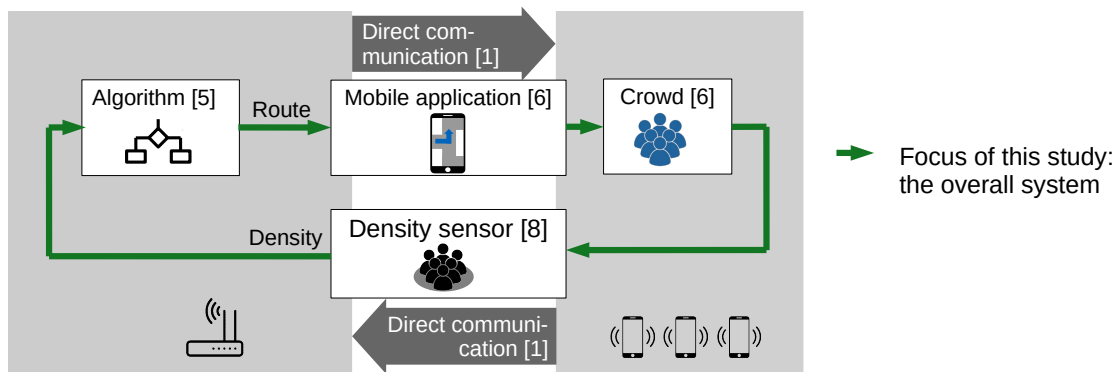 Direct com-
munication [1]
Algorithm [5]
Route
Mobile application [6]
Crowd [6]
Focus of this study:
the overall system
Density
Density sensor [8]
Direct communi-
cation [1]